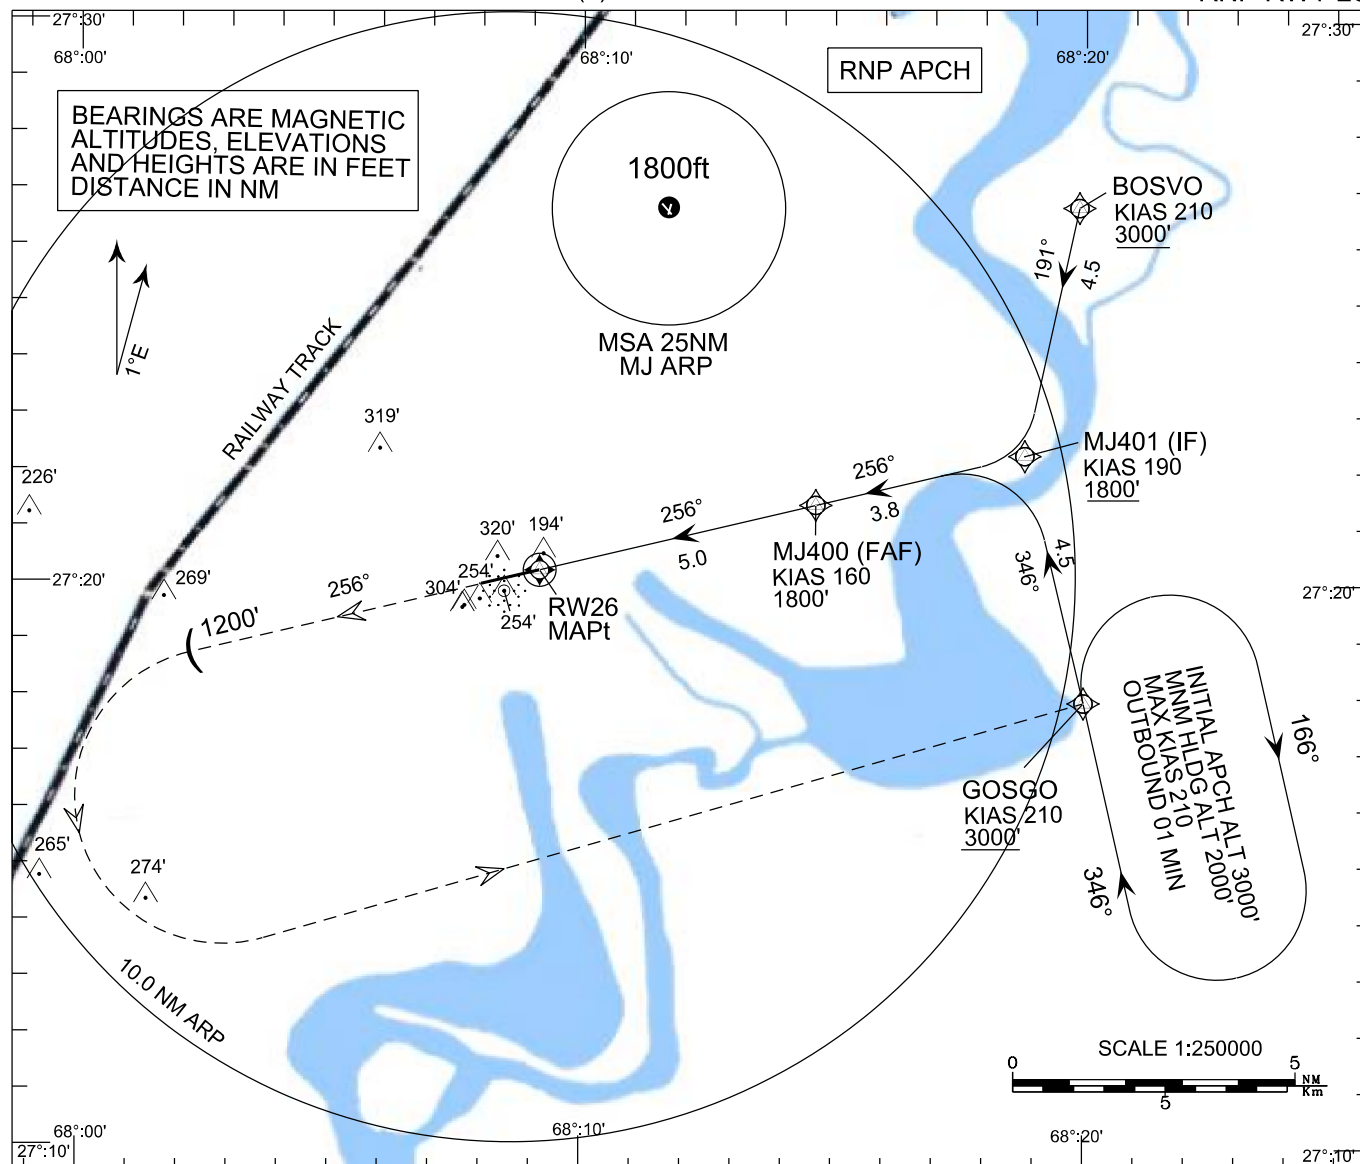 27°:30'
27°:30'
68°:00'
68°:10'
68°:20'
RNP APCH
BEARINGS ARE MAGNETIC
ALTITUDES, ELEVATIONS
AND HEIGHTS ARE IN FEET
DISTANCE IN NM
1800ft
MSA 25NM
MJ ARP
BOSVO
KIAS 210
3000'
191°
4.5
1°E
RAILWAY TRACK
319'
226'
MJ401 (IF)
KIAS 190
1800'
256°
3.8
256°
5.0
MJ400 (FAF)
KIAS 160
1800'
320'
194'
254'
304'
254'
RW26
MAPt
27°:20'
269'
256°
1200'
346°
4.5
27°:20'
GOSGO
KIAS 210
3000'
INITIAL APCH ALT 3000'
MNM HLDG ALT 2000'
MAX KIAS 210
OUTBOUND 01 MIN
166°
346°
265'
274'
10.0 NM ARP
SCALE 1:250000
0
5
NM
Km
5
68°:00'
68°:10'
68°:20'
27°:10'
27°:10'